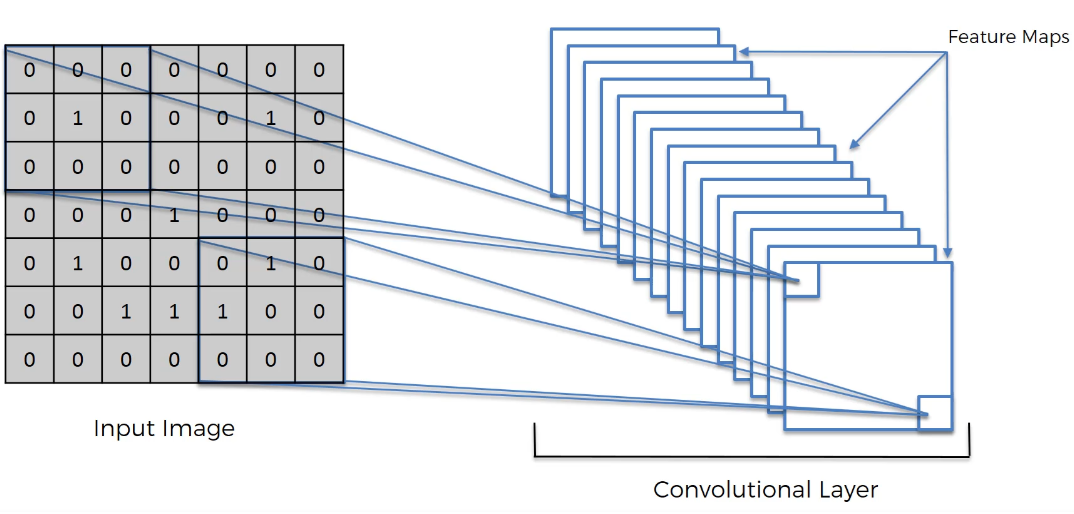 Feature Maps
0 0 0 0 0 0 0
0 1 0 0 0 1 0
0 0 0 0 0 0 0
0 0 0 1 0 0 0
0 1 0 0 0 1 0
0 0 1 1 1 0 0
0 0 0 0 0 0 0
Input Image
Convolutional Layer